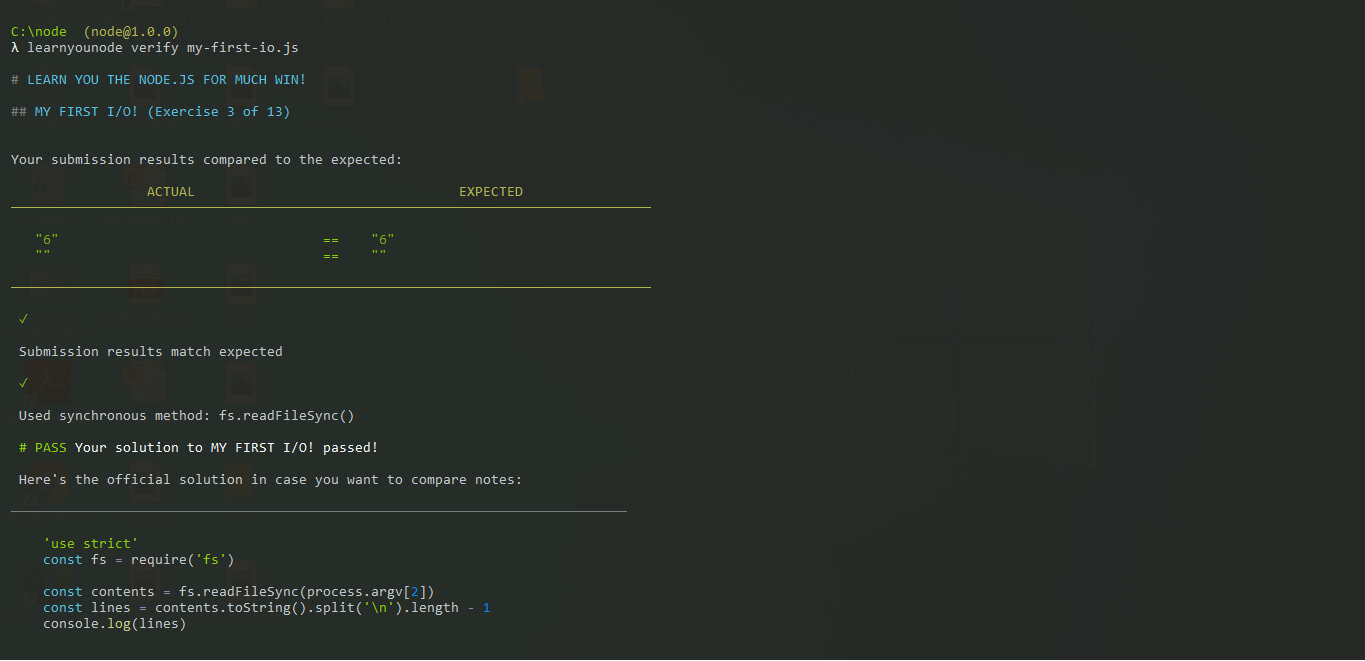 C:\node  (node@1.0.0)
λ learnyounode verify my-first-io.js
# LEARN YOU THE NODE.JS FOR MUCH WIN!
## MY FIRST I/O! (Exercise 3 of 13)
Your submission results compared to the expected:
ACTUAL EXPECTED
"6" == "6"
"" == ""
✓
Submission results match expected
✓
Used synchronous method: fs.readFileSync()
# PASS Your solution to MY FIRST I/O! passed!
Here's the official solution in case you want to compare notes:
'use strict'
const fs = require('fs')
const contents = fs.readFileSync(process.argv[2])
const lines = contents.toString().split('\n').length - 1
console.log(lines)